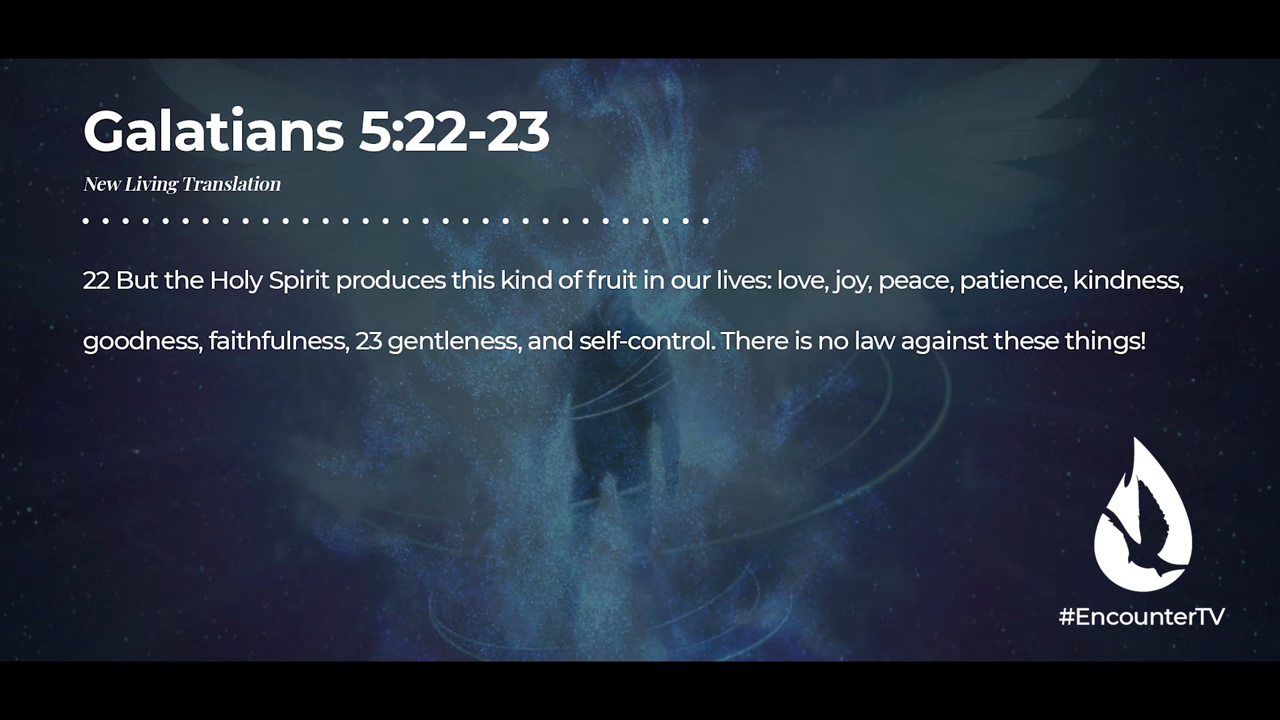 Galatians 5:22-23
New Living Translation
22 But the Holy Spirit produces this kind of fruit in our lives: love, joy, peace, patience, kindness,
goodness, faithfulness, 23 gentleness, and self-control. There is no law against these things!
#EncounterTV